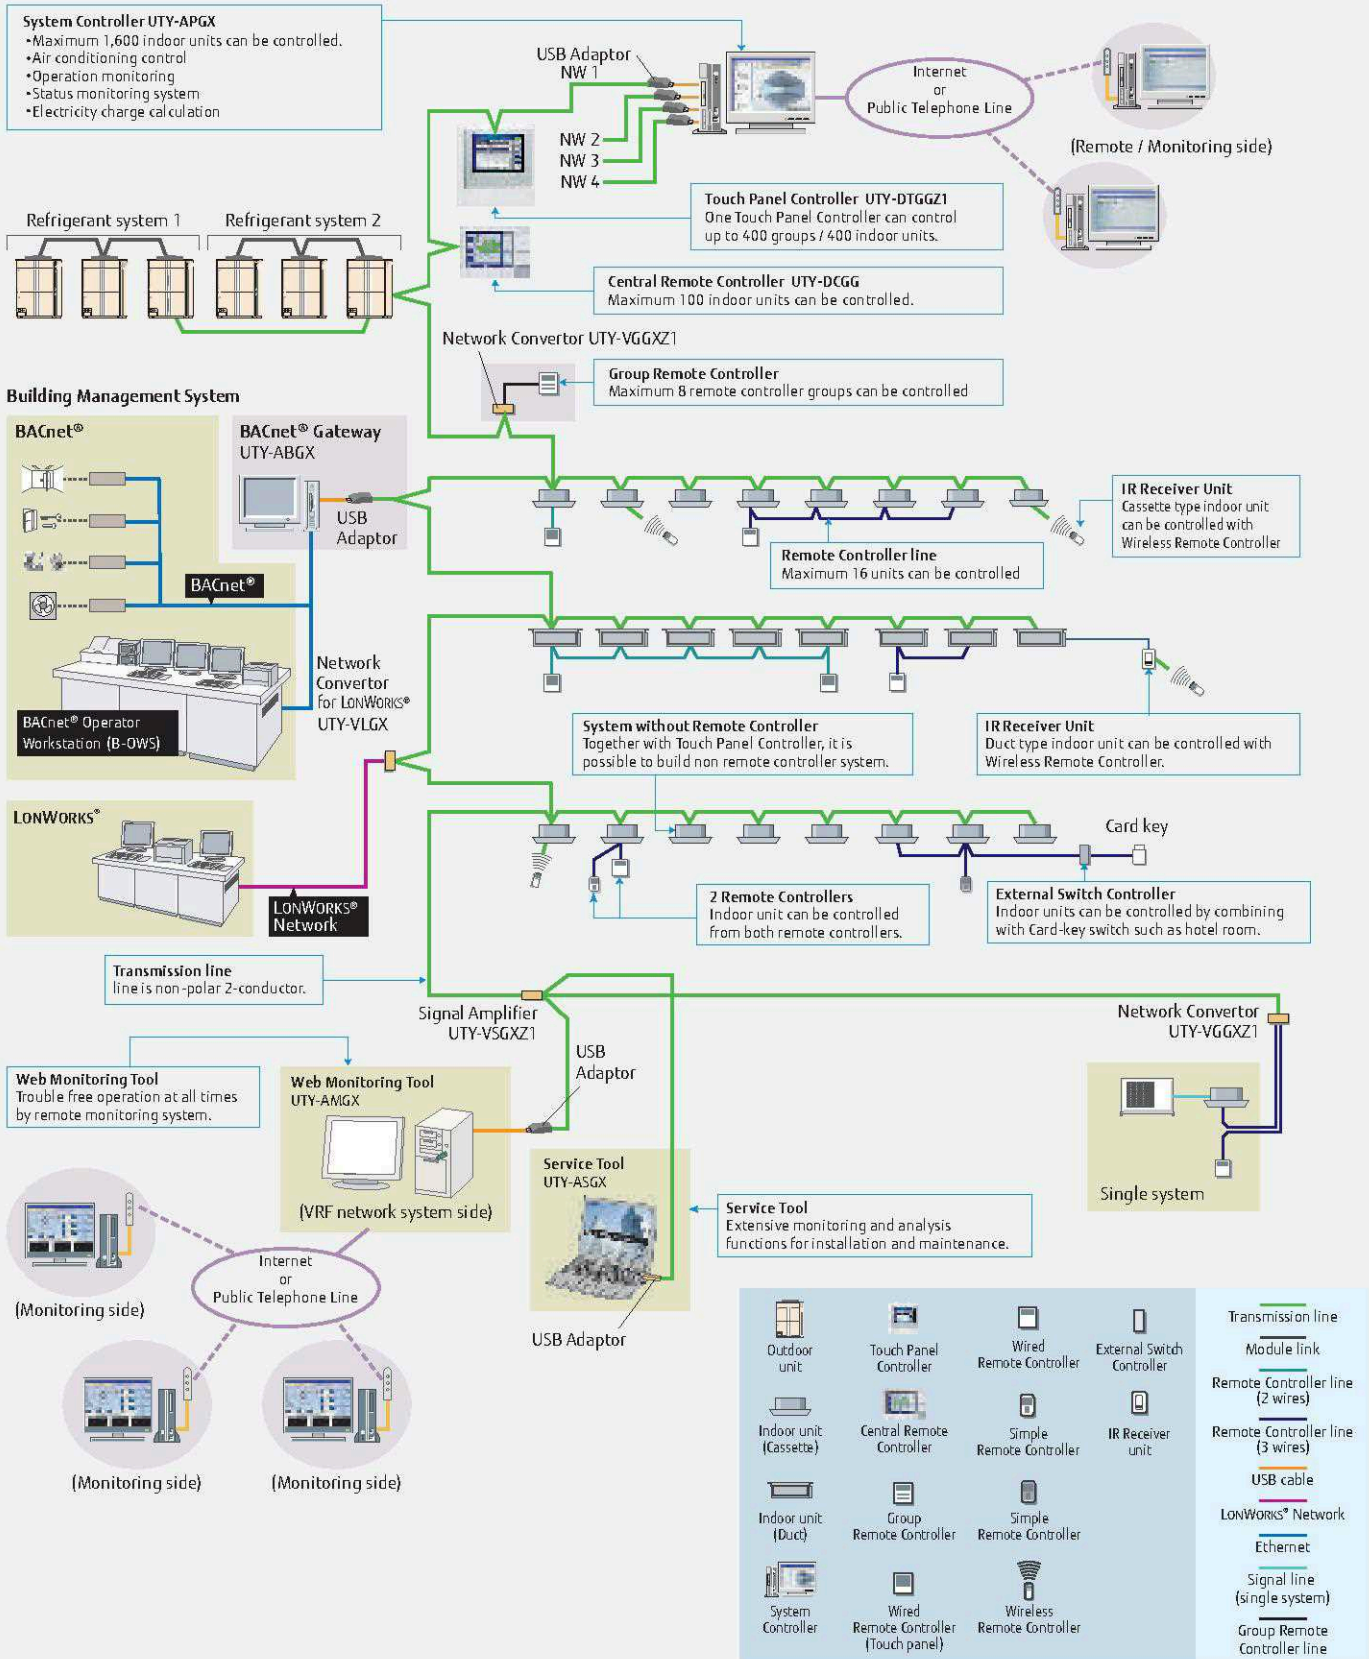 System Controller UTY-APGX
•Maximum 1,600 indoor units can be controlled.
•Air conditioning control
•Operation monitoring
•Status monitoring system
•Electricity charge calculation
USB Adaptor
NW 1
NW 2
NW 3
NW 4
Internet
or
Public Telephone Line
(Remote / Monitoring side)
Touch Panel Controller UTY-DTGGZ1
One Touch Panel Controller can control
up to 400 groups / 400 indoor units.
Refrigerant system 1
Refrigerant system 2
Central Remote Controller UTY-DCGG
Maximum 100 indoor units can be controlled.
Network Convertor UTY-VGGXZ1
Group Remote Controller
Maximum 8 remote controller groups can be controlled
Building Management System
BACnet®
BACnet® Gateway
UTY-ABGX
USB
Adaptor
BACnet®
IR Receiver Unit
Cassette type indoor unit
can be controlled with
Wireless Remote Controller
Remote Controller line
Maximum 16 units can be controlled
Network
Convertor
for LONWORKS®
UTY-VLGX
BACnet® Operator
Workstation (B-OWS)
System without Remote Controller
Together with Touch Panel Controller, it is
possible to build non remote controller system.
IR Receiver Unit
Duct type indoor unit can be controlled with
Wireless Remote Controller.
LONWORKS®
LONWORKS®
Network
Card key
2 Remote Controllers
Indoor unit can be controlled
from both remote controllers.
External Switch Controller
Indoor units can be controlled by combining
with Card-key switch such as hotel room.
Transmission line
line is non-polar 2-conductor.
Signal Amplifier
UTY-VSGXZ1
Network Convertor
UTY-VGGXZ1
USB
Adaptor
Web Monitoring Tool
Trouble free operation at all times
by remote monitoring system.
Web Monitoring Tool
UTY-AMGX
(VRF network system side)
Service Tool
UTY-ASGX
USB Adaptor
Service Tool
Extensive monitoring and analysis
functions for installation and maintenance.
Single system
Internet
or
Public Telephone Line
(Monitoring side)
(Monitoring side)
(Monitoring side)
Outdoor
unit
Touch Panel
Controller
Wired
Remote Controller
External Switch
Controller
Indoor unit
(Cassette)
Central Remote
Controller
Simple
Remote Controller
IR Receiver
unit
Indoor unit
(Duct)
Group
Remote Controller
Simple
Remote Controller
System
Controller
Wired
Remote Controller
(Touch panel)
Wireless
Remote Controller
Transmission line
Module link
Remote Controller line
(2 wires)
Remote Controller line
(3 wires)
USB cable
LONWORKS® Network
Ethernet
Signal line
(single system)
Group Remote
Controller line